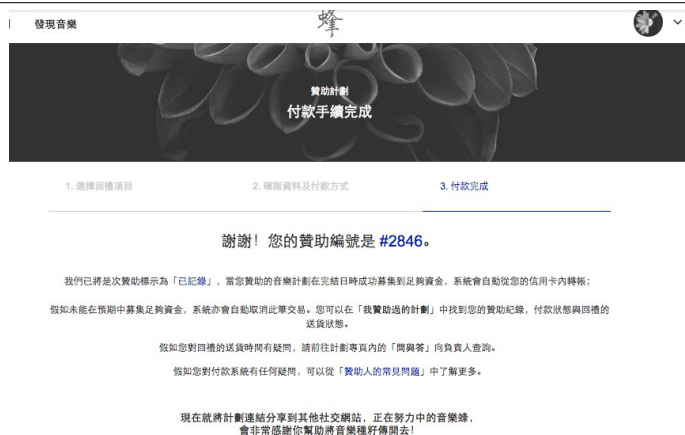 發現音樂
蜂
贊助計劃
付款手續完成
1. 選擇回禮項目
2. 確認資料及付款方式
3. 付款完成
謝謝！您的贊助編號是 #2846。
我們已將是次贊助標示為「已記錄」，當您贊助的音樂計劃在完結日時成功募集到足夠資金，系統會自動從您的信用卡內轉帳；
假如未能在預期中募集足夠資金，系統亦會自動取消此筆交易。您可以在「我贊助過的計劃」中找到您的贊助紀錄，付款狀態與回禮的
送貨狀態。
假如您對回禮的送貨時間有疑問，請前往計劃專頁內的「問與答」向負責人查詢。
假如您對付款系統有任何疑問，可以從「贊助人的常見問題」中了解更多。
現在就將計劃連結分享到其他社交網站，正在努力中的音樂蜂，
會非常感謝你幫助將音樂種籽傳開去！